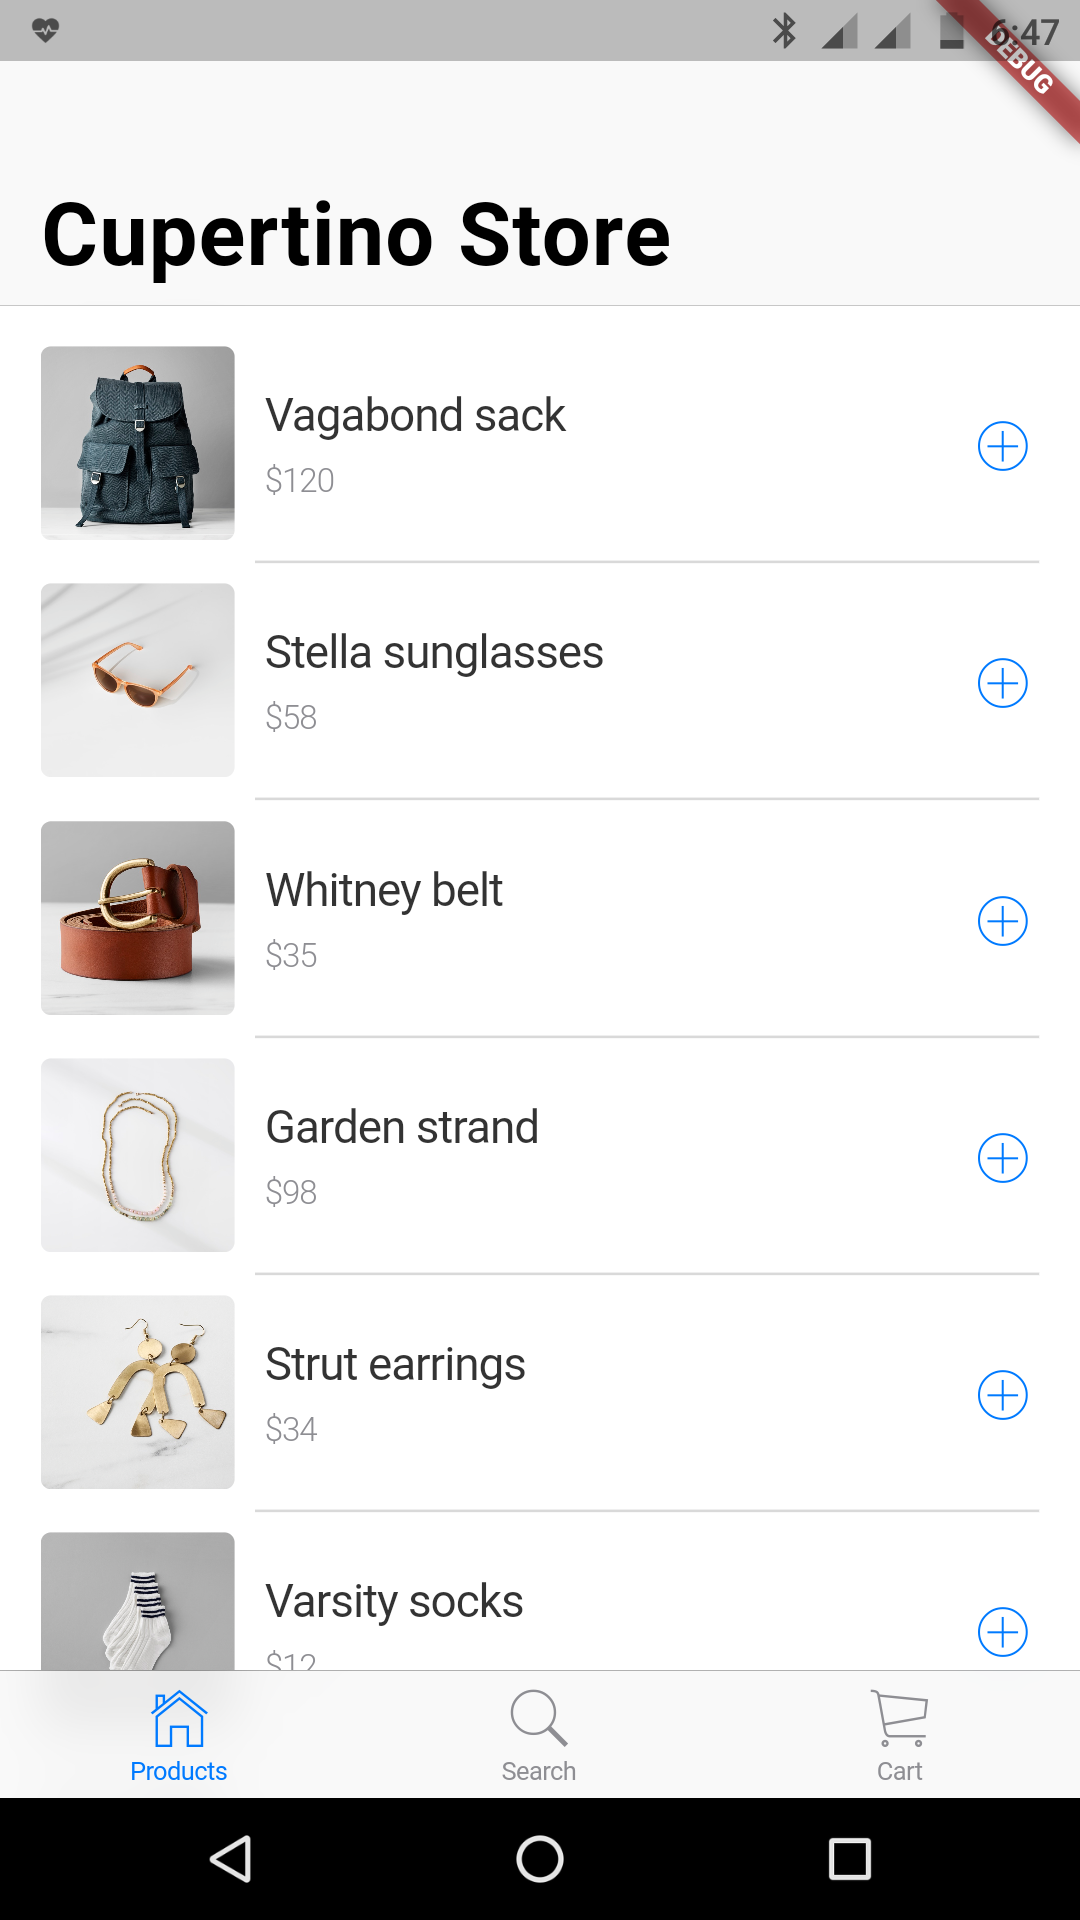 6:47
DEBUG
Cupertino Store
Vagabond sack
$120
Stella sunglasses
$58
Whitney belt
$35
Garden strand
$98
Strut earrings
$34
Varsity socks
$12
Products
Search
Cart